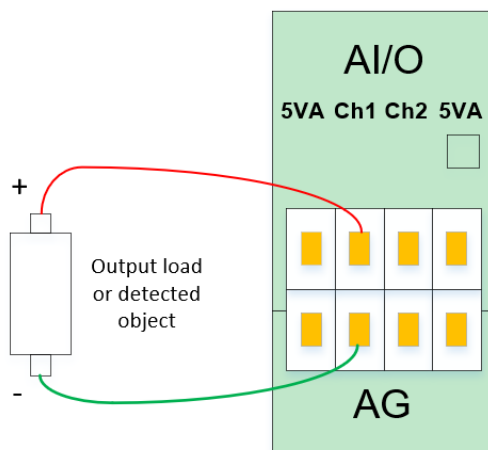 AI/O
5VA Ch1 Ch2 5VA
+
Output load
or detected
object
-
AG